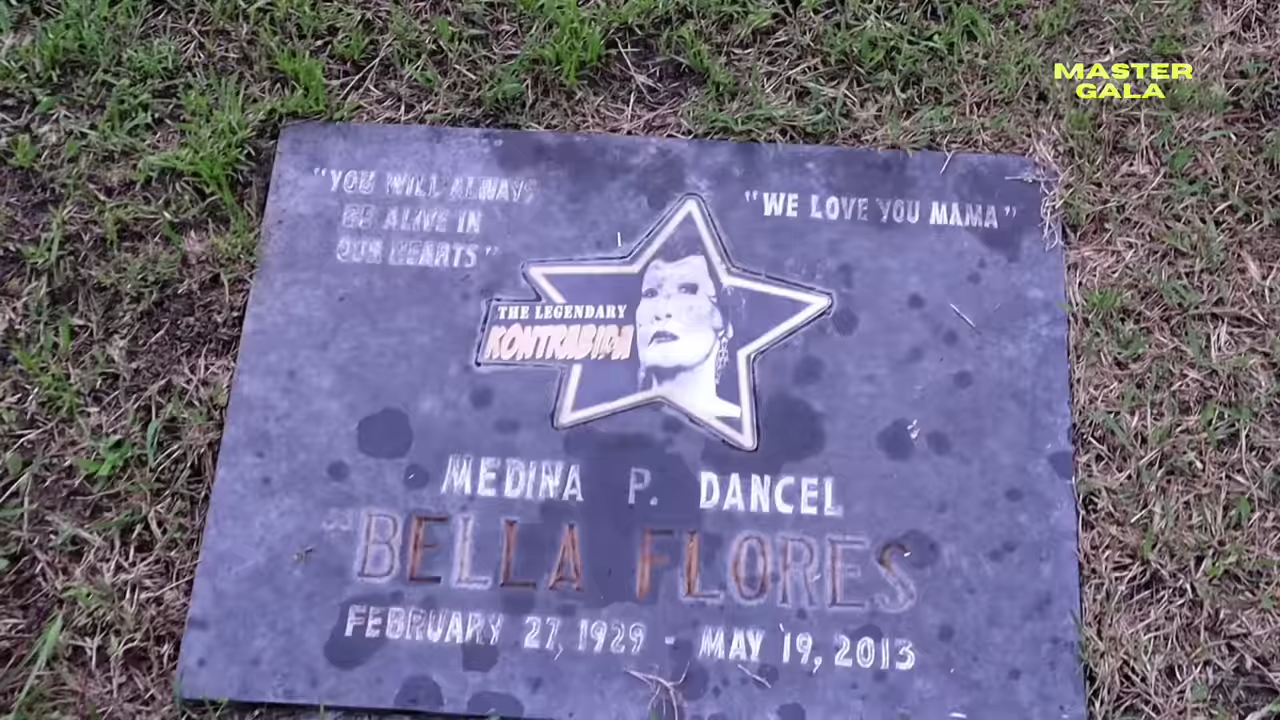 MASTER
GALA
"YOU WILL ALWAYS
BE ALIVE IN
OUR HEARTS"
"WE LOVE YOU MAMA"
THE LEGENDARY
KONTRABIDA
MEDINA P. DANCEL
"BELLA FLORES
FEBRUARY 27, 1929 - MAY 19, 2013